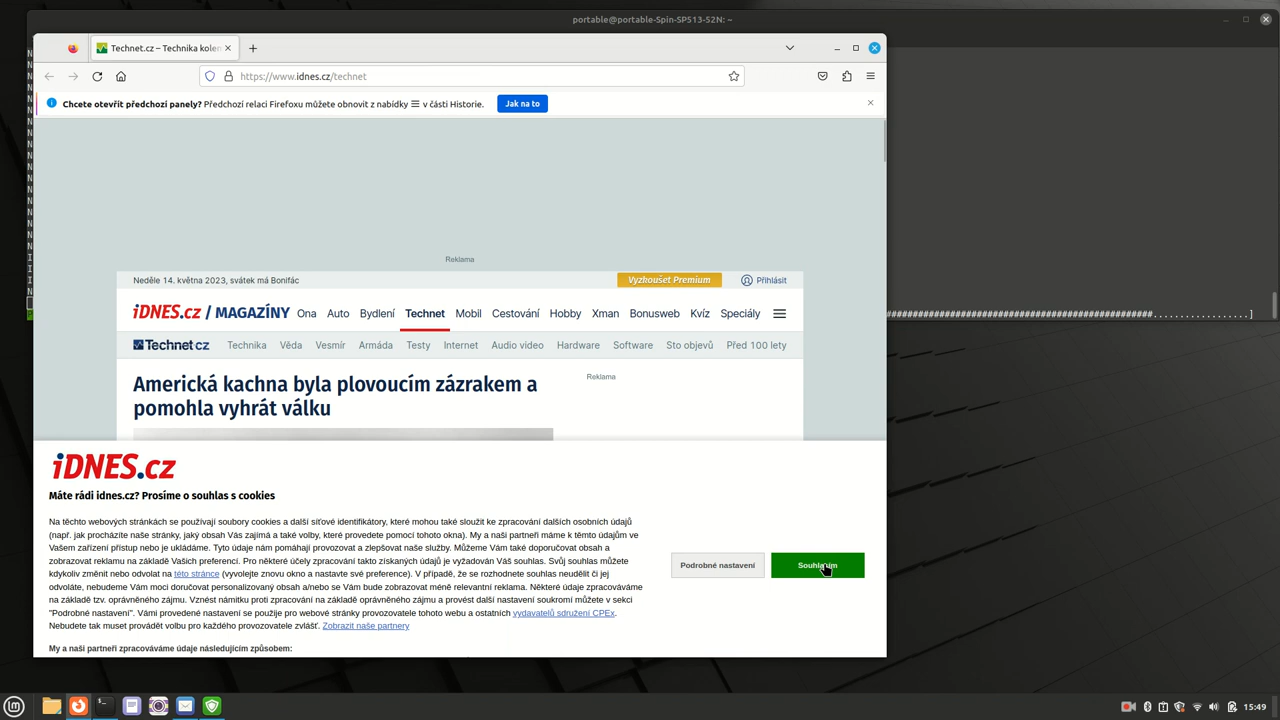 portable@portable-Spin-SP513-52N: ~
Technet.cz – Technika kolem
https://www.idnes.cz/technet
Chcete otevřít předchozí panely? Předchozí relaci Firefoxu můžete obnovit z nabídky ☰ v části Historie.
Jak na to
Reklama
Neděle 14. května 2023, svátek má Bonifác
Vyzkoušet Premium
Přihlásit
iDNES.cz / MAGAZÍNY Ona Auto Bydlení Technet Mobil Cestování Hobby Xman Bonusweb Kvíz Speciály
Technet.cz Technika Věda Vesmír Armáda Testy Internet Audio video Hardware Software Sto objevů Před 100 lety
Americká kachna byla plovoucím zázrakem a
pomohla vyhrát válku
Reklama
iDNES.cz
Máte rádi idnes.cz? Prosíme o souhlas s cookies
Na těchto webových stránkách se používají soubory cookies a další síťové identifikátory, které mohou také sloužit ke zpracování dalších osobních údajů
(např. jak procházíte naše stránky, jaký obsah Vás zajímá a také volby, které provedete pomocí tohoto okna). My a naši partneři máme k těmto údajům ve
Vašem zařízení přístup nebo je ukládáme. Tyto údaje nám pomáhají provozovat a zlepšovat naše služby. Můžeme Vám také doporučovat obsah a
zobrazovat reklamu na základě Vašich preferencí. Pro některé účely zpracování takto získaných údajů je vyžadován Váš souhlas. Svůj souhlas můžete
kdykoliv změnit nebo odvolat na této stránce (vyvolejte znovu okno a nastavte své preference). V případě, že se rozhodnete souhlas neudělit či jej
odvoláte, nebudeme Vám moci doručovat personalizovaný obsah a/nebo se Vám bude zobrazovat méně relevantní reklama. Některé údaje zpracováváme
na základě tzv. oprávněného zájmu. Vznést námitku proti zpracování na základě oprávněného zájmu a provést další nastavení soukromí můžete v sekci
"Podrobné nastavení". Vámi provedené nastavení se použije pro webové stránky provozovatele tohoto webu a ostatních vydavatelů sdružení CPEx.
Nebudete tak muset provádět volbu pro každého provozovatele zvlášť. Zobrazit naše partnery
My a naši partneři zpracováváme údaje následujícím způsobem:
Podrobné nastavení
Souhlasím
15:49